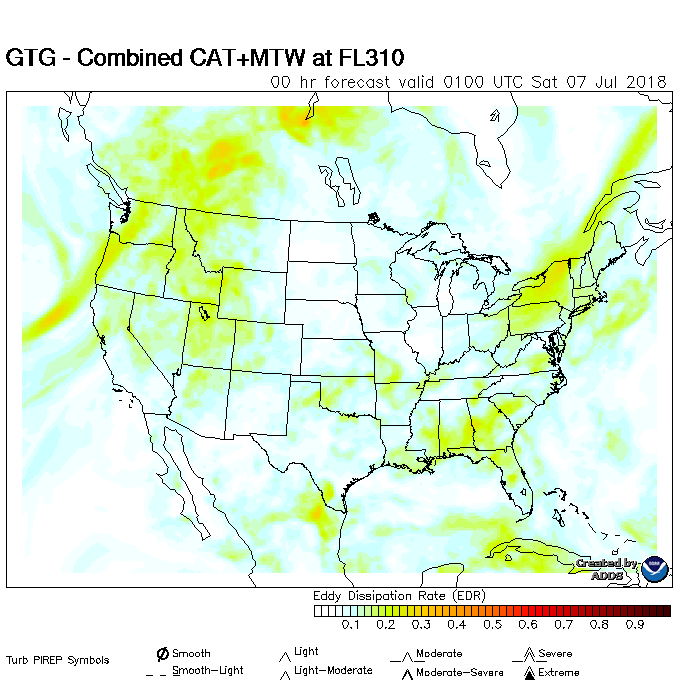 GTG - Combined CAT+MTW at FL310
00 hr forecast valid 0100 UTC Sat 07 Jul 2018
Created by
ADDS
Eddy Dissipation Rate (EDR)
0.1 0.2 0.3 0.4 0.5 0.6 0.7 0.8 0.9
Turb PIREP Symbols
Smooth
Smooth-Light
Light
Light-Moderate
Moderate
Moderate-Severe
Severe
Extreme